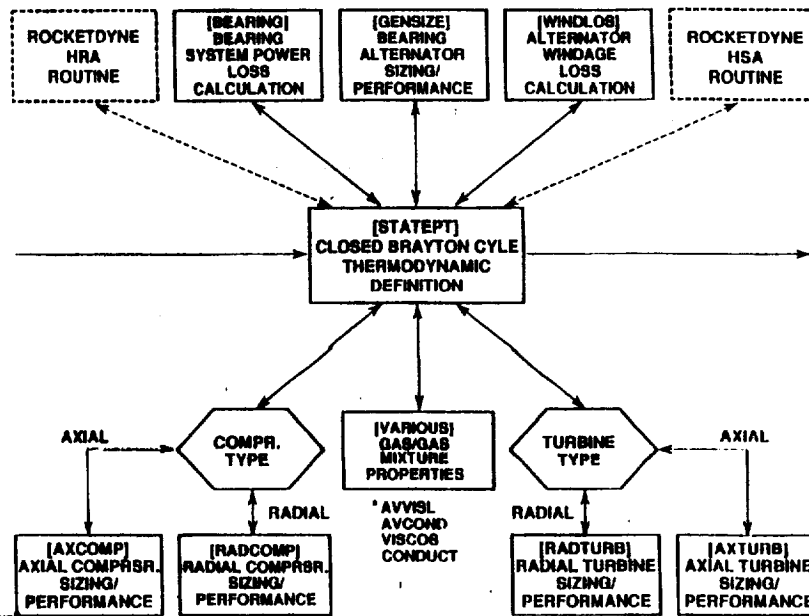 ROCKETDYNE
HRA
ROUTINE
[BEARING]
BEARING
SYSTEM POWER
LOSS
CALCULATION
[GENSIZE]
BEARING
ALTERNATOR
SIZING/
PERFORMANCE
[WINDLOS]
ALTERNATOR
WINDAGE
LOSS
CALCULATION
ROCKETDYNE
HSA
ROUTINE
[STATEPT]
CLOSED BRAYTON CYLE
THERMODYNAMIC
DEFINITION
AXIAL
COMPR.
TYPE
RADIAL
[VARIOUS]
GAS/GAS
MIXTURE
PROPERTIES
* AVVISL
AVCOND
VISCOS
CONDUCT
TURBINE
TYPE
AXIAL
RADIAL
[AXCOMP]
AXIAL COMPRSR.
SIZING/
PERFORMANCE
[RADCOMP]
RADIAL COMPRSR.
SIZING/
PERFORMANCE
[RADTURB]
RADIAL TURBINE
SIZING/
PERFORMANCE
[AXTURB]
AXIAL TURBINE
SIZING/
PERFORMANCE